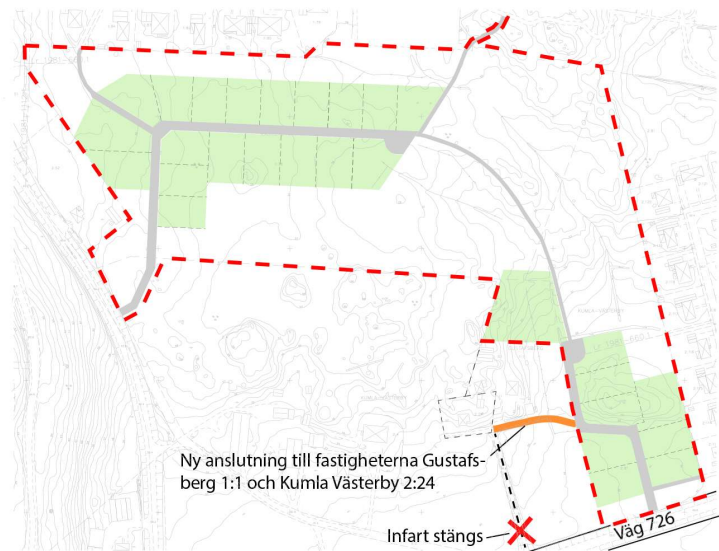 Ny anslutning till fastigheterna Gustafs-
berg 1:1 och Kumla Västerby 2:24
Infart stängs
Väg 726